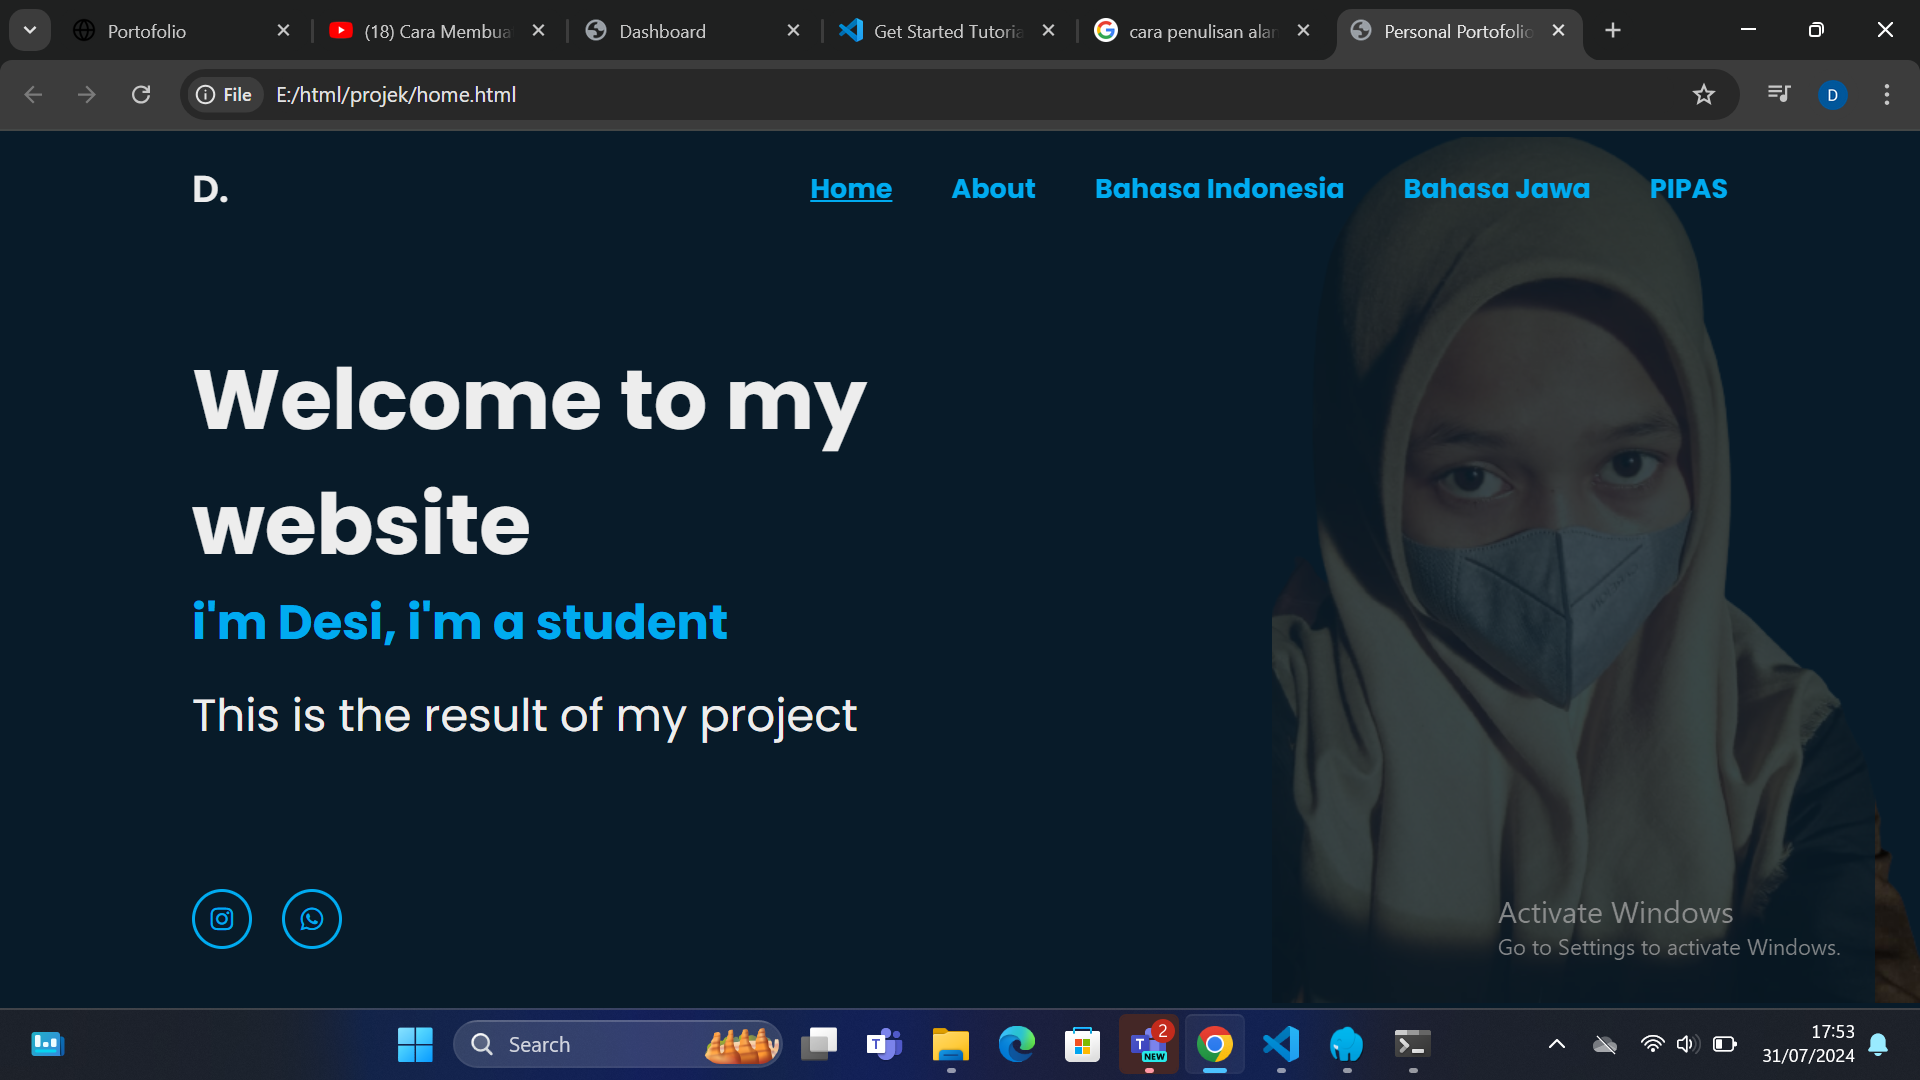 Portofolio
(18) Cara Membua
Dashboard
Get Started Tutoria
cara penulisan alan
Personal Portofolio
File
E:/html/projek/home.html
D
D.
Home
About
Bahasa Indonesia
Bahasa Jawa
PIPAS
Welcome to my
website
i'm Desi, i'm a student
This is the result of my project
Activate Windows
Go to Settings to activate Windows.
Search
T
2
T
NEW
17:53
31/07/2024